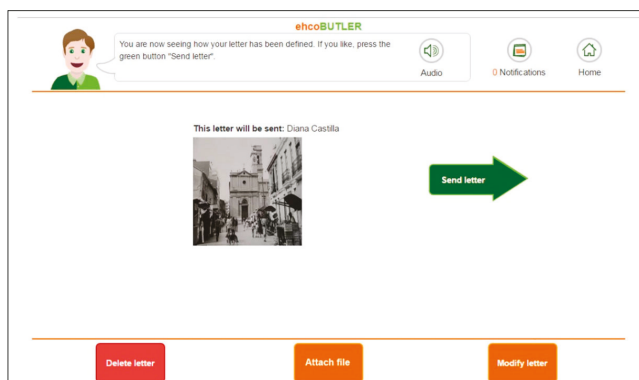 ehcoBUTLER
You are now seeing how your letter has been defined. If you like, press the
green button "Send letter".
Audio
0 Notifications
Home
This letter will be sent: Diana Castilla
Send letter
Delete letter
Attach file
Modify letter